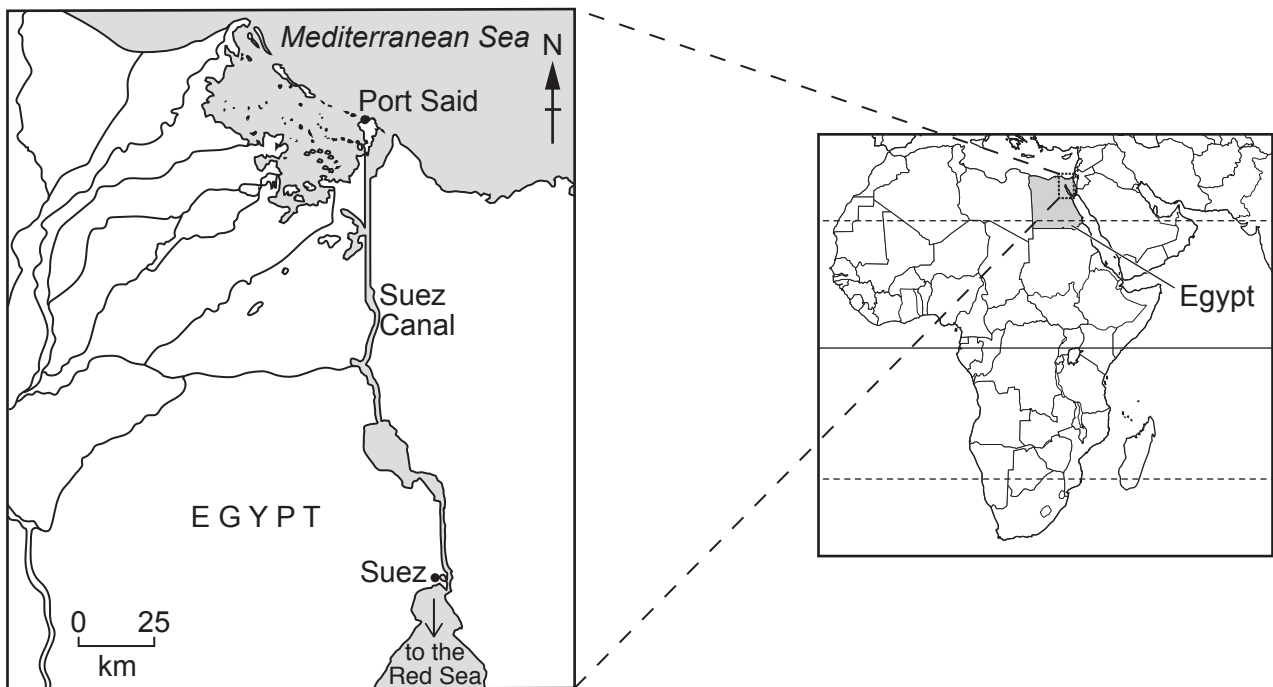 Mediterranean Sea
N
Port Said
Suez
Canal
EGYPT
Suez
0 25
km
to the
Red Sea
Egypt